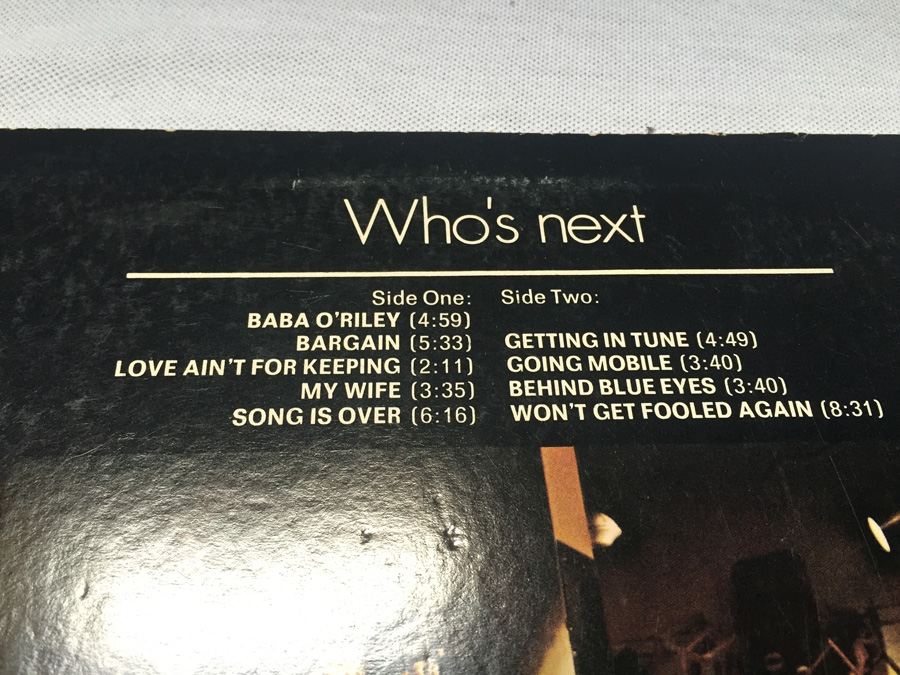 Who's next
Side One:
BABA O'RILEY (4:59)
BARGAIN (5:33)
LOVE AIN'T FOR KEEPING (2:11)
MY WIFE (3:35)
SONG IS OVER (6:16)
Side Two:
GETTING IN TUNE (4:49)
GOING MOBILE (3:40)
BEHIND BLUE EYES (3:40)
WON'T GET FOOLED AGAIN (8:31)